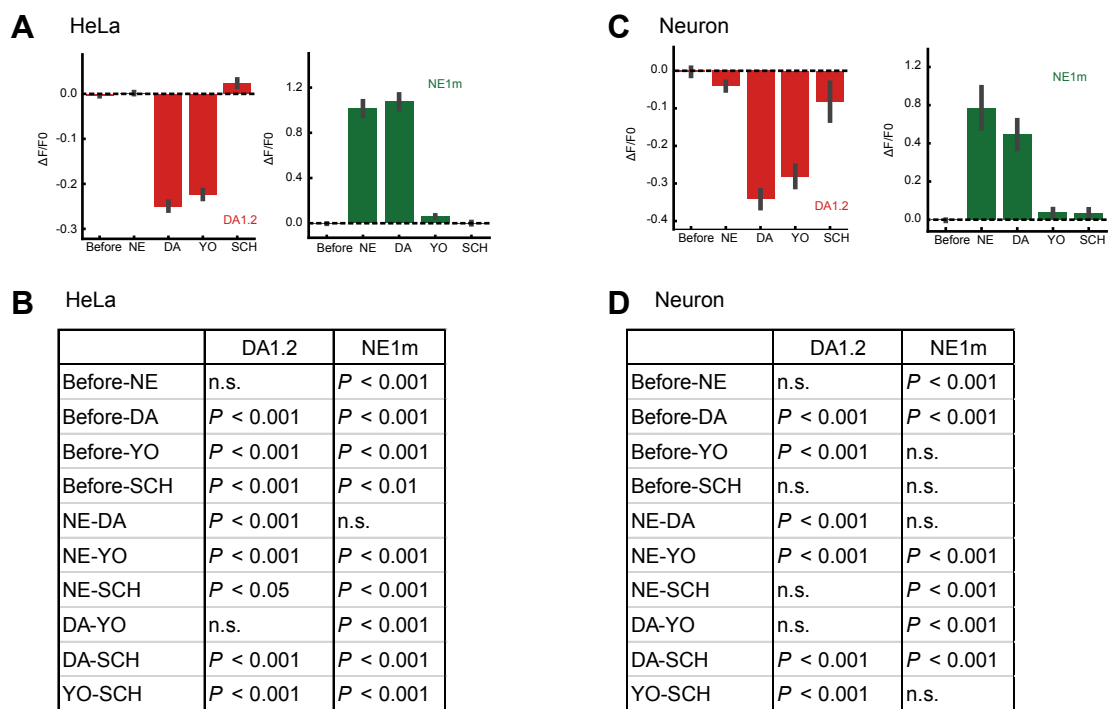 A HeLa
0.0
-0.1
-0.2
-0.3
ΔF/F0
DA1.2
Before NE DA YO SCH
1.2
0.8
0.4
0.0
ΔF/F0
NE1m
Before NE DA YO SCH
C Neuron
0.0
-0.1
-0.2
-0.3
-0.4
ΔF/F0
DA1.2
Before NE DA YO SCH
1.2
0.8
0.4
0.0
ΔF/F0
NE1m
Before NE DA YO SCH
B HeLa
DA1.2 NE1m
Before-NE n.s. P < 0.001
Before-DA P < 0.001 P < 0.001
Before-YO P < 0.001 P < 0.001
Before-SCH P < 0.001 P < 0.01
NE-DA P < 0.001 n.s.
NE-YO P < 0.001 P < 0.001
NE-SCH P < 0.05 P < 0.001
DA-YO n.s. P < 0.001
DA-SCH P < 0.001 P < 0.001
YO-SCH P < 0.001 P < 0.001
D Neuron
DA1.2 NE1m
Before-NE n.s. P < 0.001
Before-DA P < 0.001 P < 0.001
Before-YO P < 0.001 n.s.
Before-SCH n.s. n.s.
NE-DA P < 0.001 n.s.
NE-YO P < 0.001 P < 0.001
NE-SCH n.s. P < 0.001
DA-YO n.s. P < 0.001
DA-SCH P < 0.001 P < 0.001
YO-SCH P < 0.001 n.s.